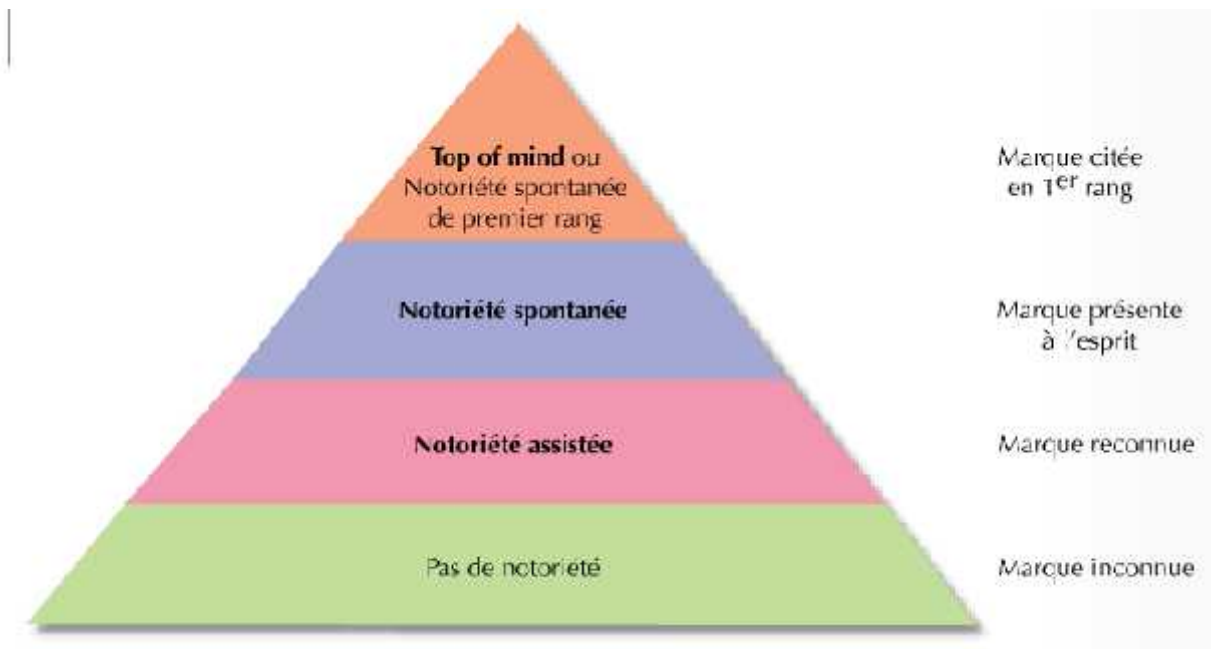 Top of mind ou
Notoriété spontanée
de premier rang
Marque citée
en 1er rang
Notoriété spontanée
Marque présente
à l'esprit
Notoriété assistée
Marque reconnue
Pas de notorieté
Marque inconnue